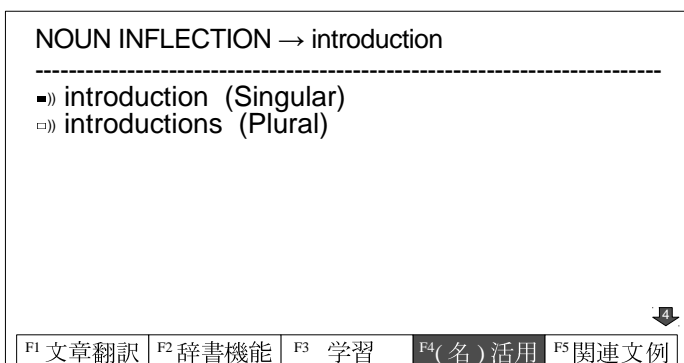 NOUN INFLECTION → introduction
--------------------------------------------------------------------------
introduction (Singular)
introductions (Plural)
4
F1 文章翻訳 F2 辞書機能 F3 学習 F4 (名)活用 F5 関連文例